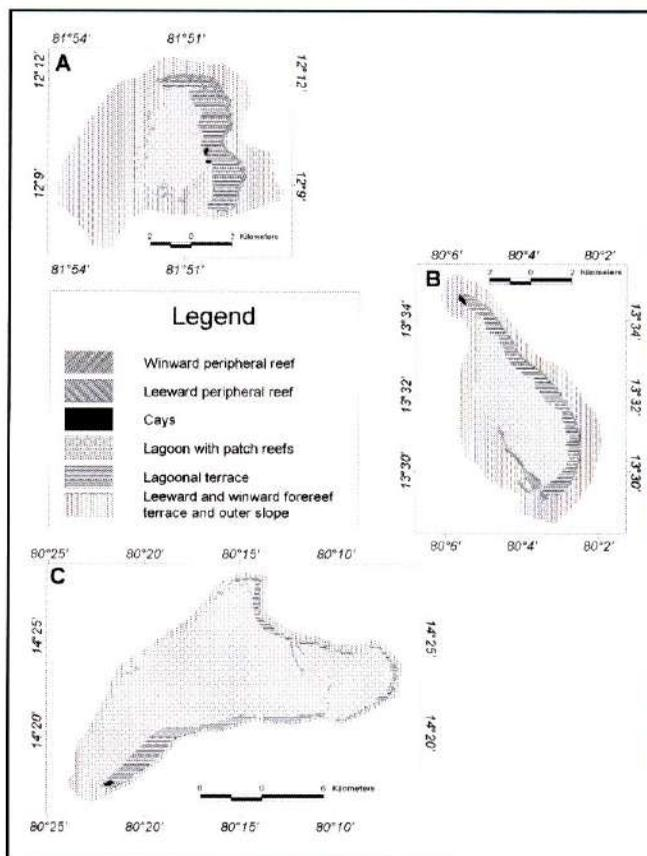 81°54' 81°51'
A
12°12' 12°12'
12°9' 12°9'
2 0 2 Kilometers
81°54' 81°51'
80°6' 80°4' 80°2'
2 0 2 Kilometers
B
13°34' 13°34'
13°32' 13°32'
13°30' 13°30'
80°6' 80°4' 80°2'
Legend
Winward peripheral reef
Leeward peripheral reef
Cays
Lagoon with patch reefs
Lagoonal terrace
Leeward and winward forereef
terrace and outer slope
80°25' 80°20' 80°15' 80°10'
C
14°25' 14°25'
14°20' 14°20'
6 0 6 Kilometers
80°25' 80°20' 80°15' 80°10'